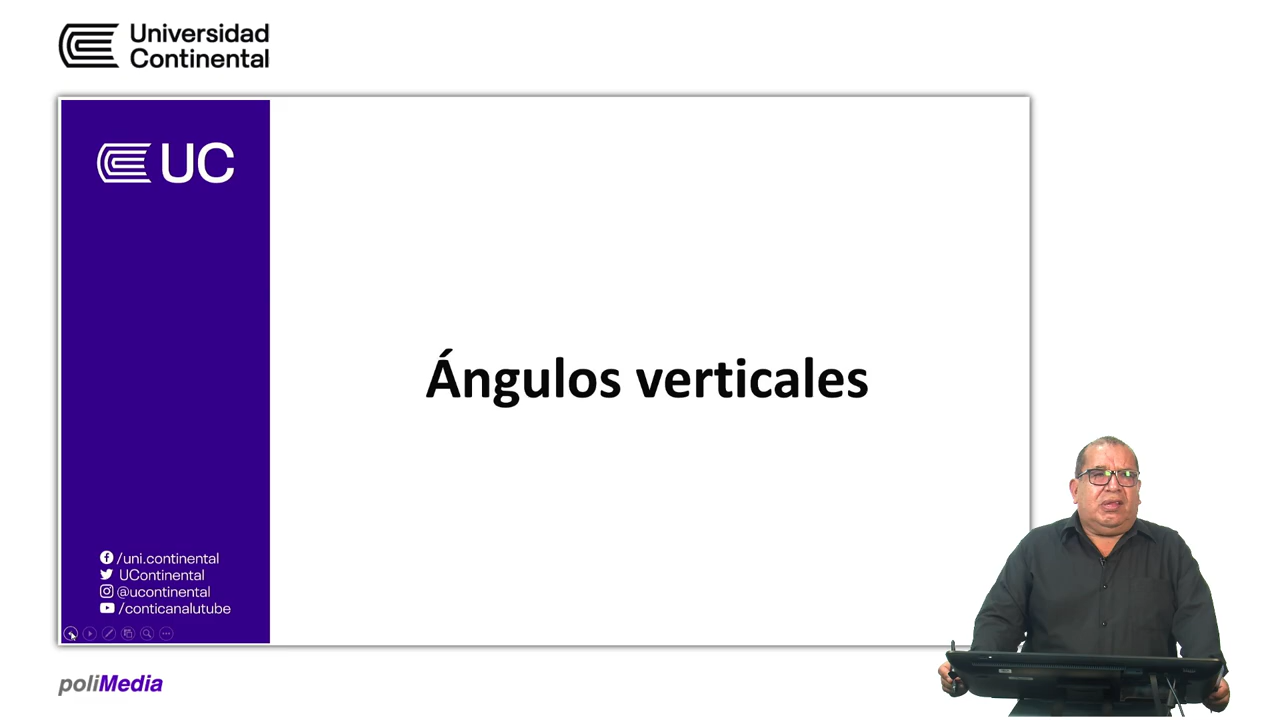 Universidad
Continental
UC
Ángulos verticales
/uni.continental
UContinental
@ucontinental
/conticanalutube
poliMedia